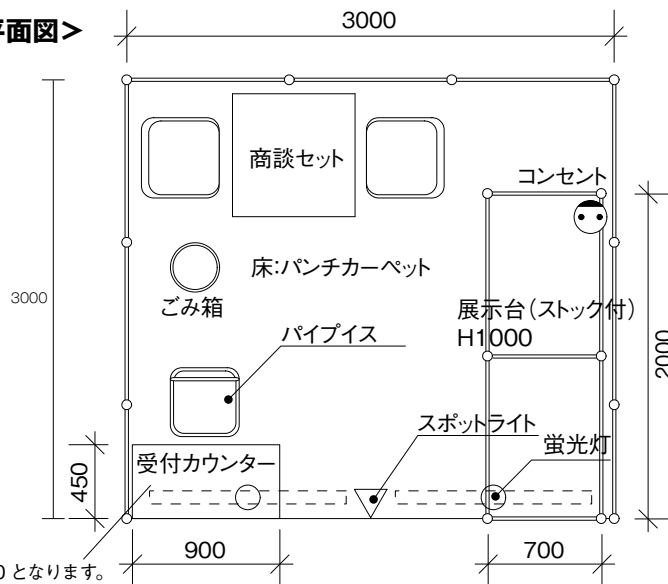 平面図＞
3000
商談セット
コンセント
床:パンチカーペット
3000
ごみ箱
展示台(ストック付)
H1000
パイプイス
2000
スポットライト
蛍光灯
受付カウンター
450
900
700
となります。